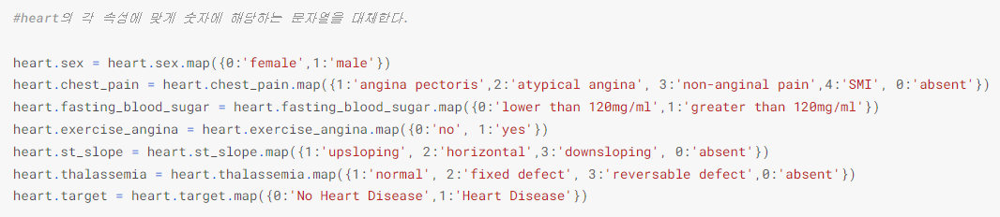 #heart의 각 속성에 맞게 숫자에 해당하는 문자열을 대체한다.
heart.sex = heart.sex.map({0:'female',1:'male'})
heart.chest_pain = heart.chest_pain.map({1:'angina pectoris',2:'atypical angina', 3:'non-anginal pain',4:'SMI', 0:'absent'})
heart.fasting_blood_sugar = heart.fasting_blood_sugar.map({0:'lower than 120mg/ml',1:'greater than 120mg/ml'})
heart.exercise_angina = heart.exercise_angina.map({0:'no', 1:'yes'})
heart.st_slope = heart.st_slope.map({1:'upsloping', 2:'horizontal',3:'downsloping', 0:'absent'})
heart.thalassemia = heart.thalassemia.map({1:'normal', 2:'fixed defect', 3:'reversable defect',0:'absent'})
heart.target = heart.target.map({0:'No Heart Disease',1:'Heart Disease'})